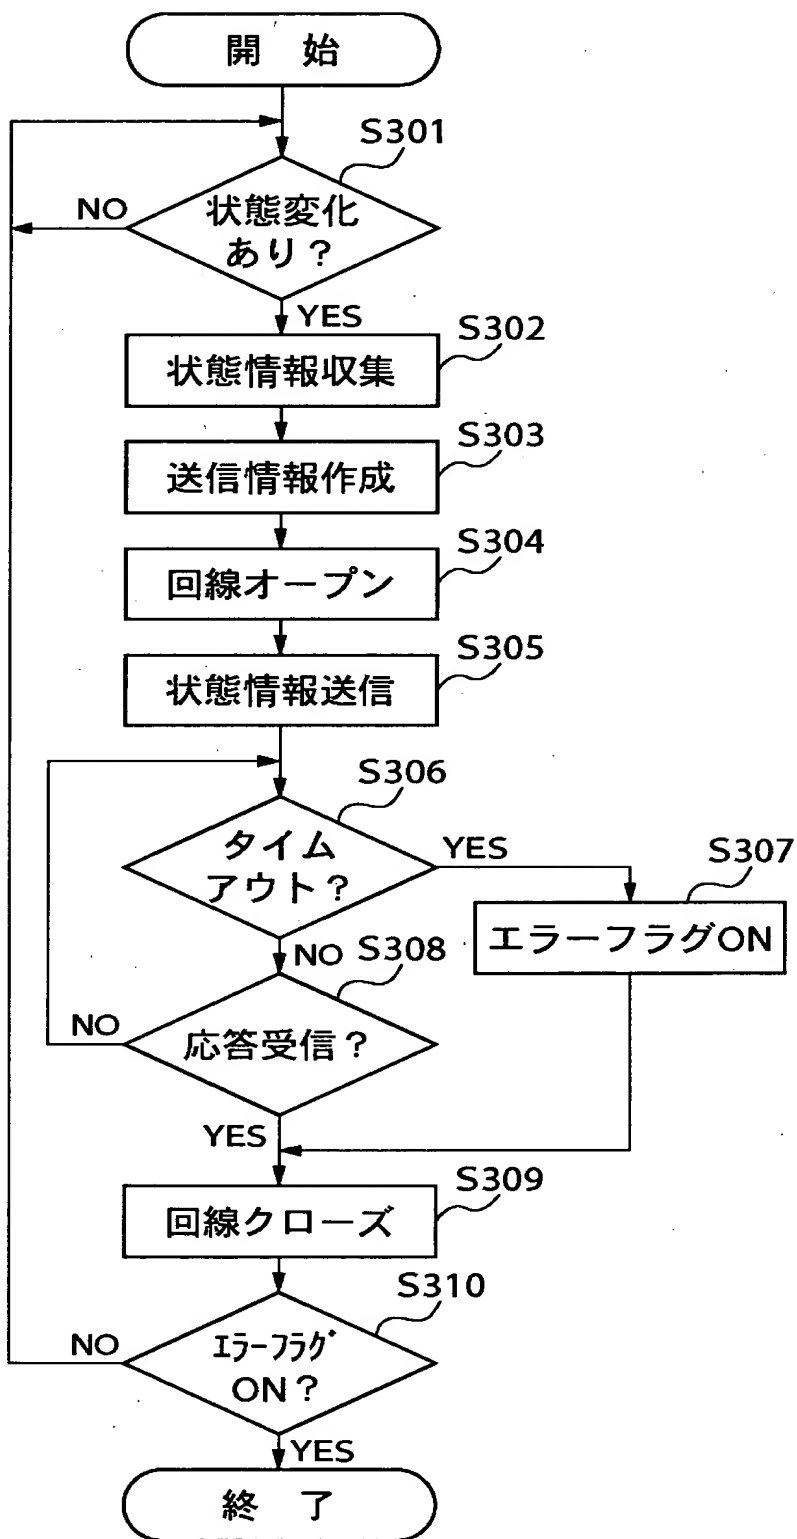 開 始
S301
状態変化
あり?
NO
YES
S302
状態情報収集
S303
送信情報作成
S304
回線オープン
S305
状態情報送信
S306
タイム
アウト?
YES
S307
エラーフラグON
NO
S308
応答受信?
NO
YES
S309
回線クローズ
S310
エラーフラグ
ON?
NO
YES
終 了